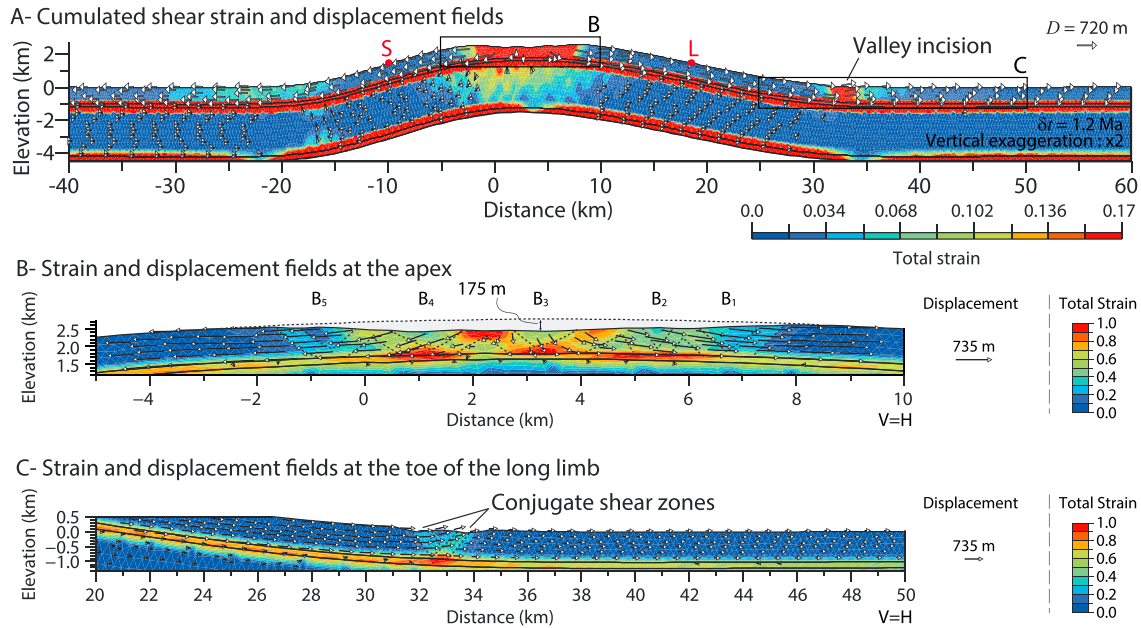 A- Cumulated shear strain and displacement fields
B
D = 720 m
S
L
Valley incision
C
Elevation (km)
2
0
−2
−4
δt = 1.2 Ma
Vertical exaggeration : x2
-40 -30 -20 -10 0 10 20 30 40 50 60
Distance (km)
0.0 0.034 0.068 0.102 0.136 0.17
Total strain
B- Strain and displacement fields at the apex
175 m
B5 B4 B3 B2 B1
Displacement
Total Strain
Elevation (km)
2.5
2.0
1.5
735 m
1.0
0.8
0.6
0.4
0.2
0.0
−4 −2 0 2 4 6 8 10
Distance (km)
V=H
C- Strain and displacement fields at the toe of the long limb
Conjugate shear zones
Displacement
Total Strain
Elevation (km)
0.5
0.0
−0.5
−1.0
735 m
1.0
0.8
0.6
0.4
0.2
0.0
20 22 24 26 28 30 32 34 36 38 40 42 44 46 48 50
Distance (km)
V=H